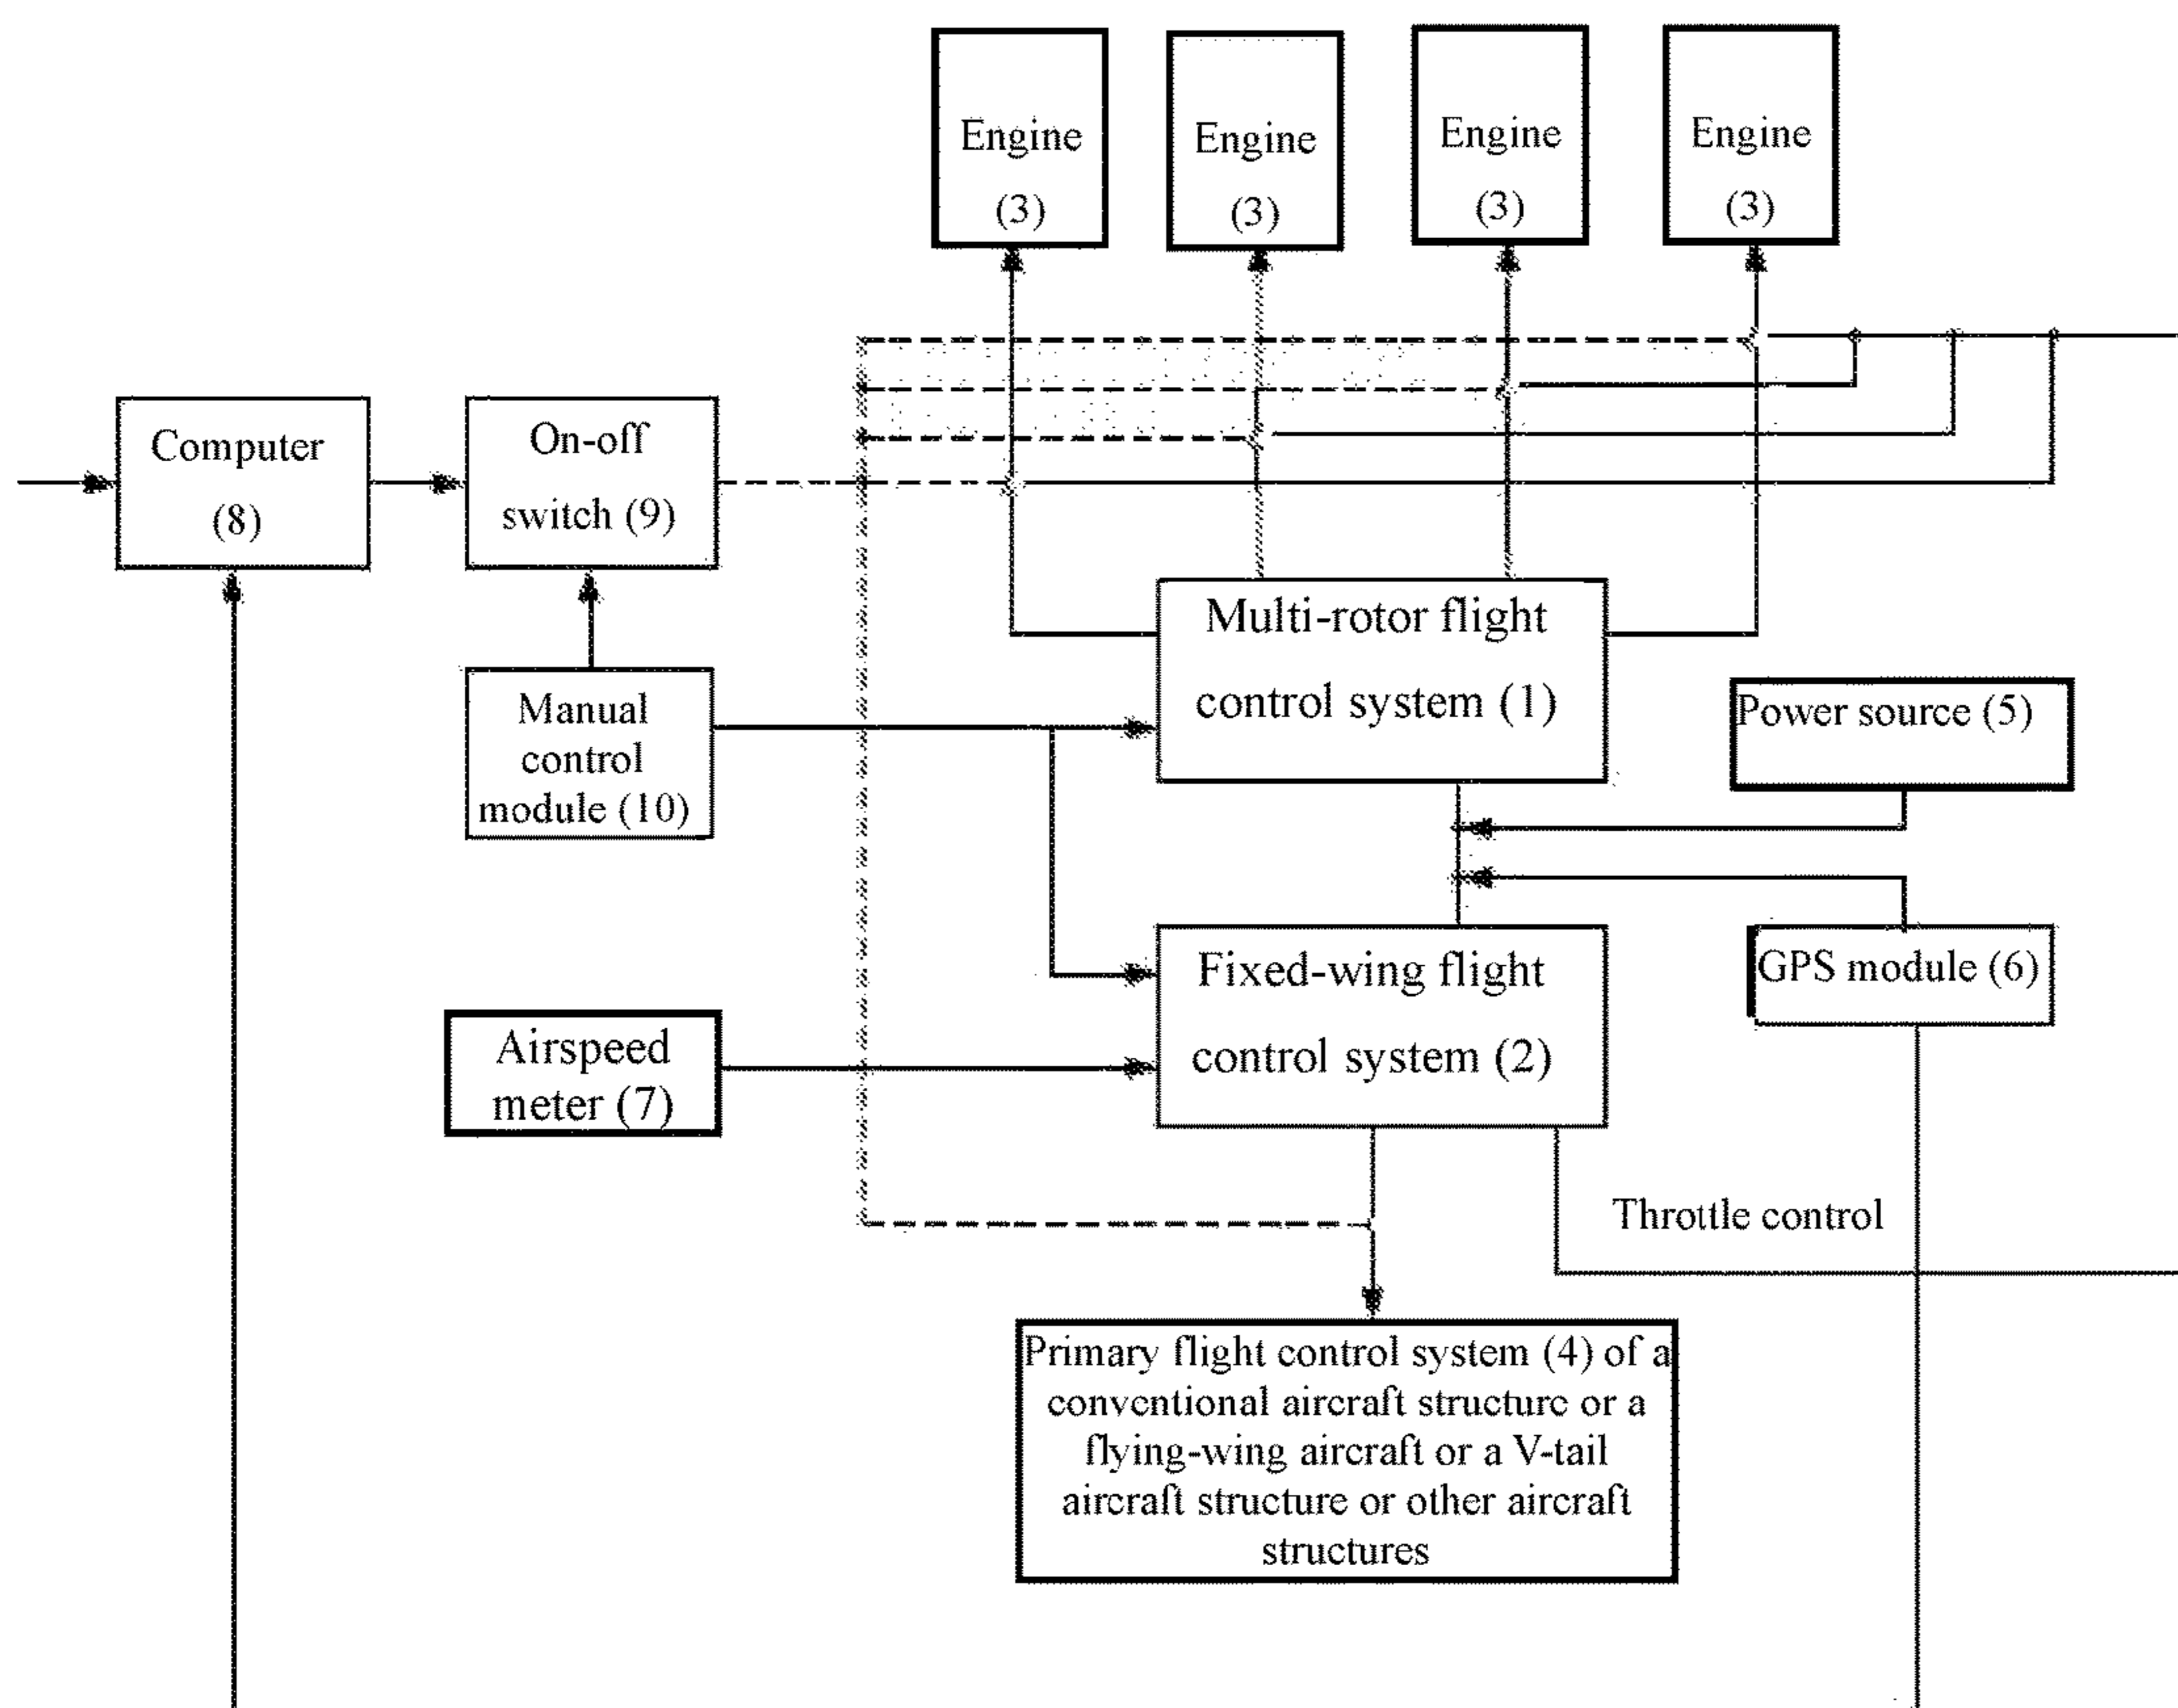 Engine
(3)
Engine
(3)
Engine
(3)
Engine
(3)
Computer
(8)
On-off
switch (9)
Multi-rotor flight
control system (1)
Manual
control
module (10)
Power source (5)
Fixed-wing flight
control system (2)
GPS module (6)
Airspeed
meter (7)
Throttle control
Primary flight control system (4) of a
conventional aircraft structure or a
flying-wing aircraft or a V-tail
aircraft structure or other aircraft
structures